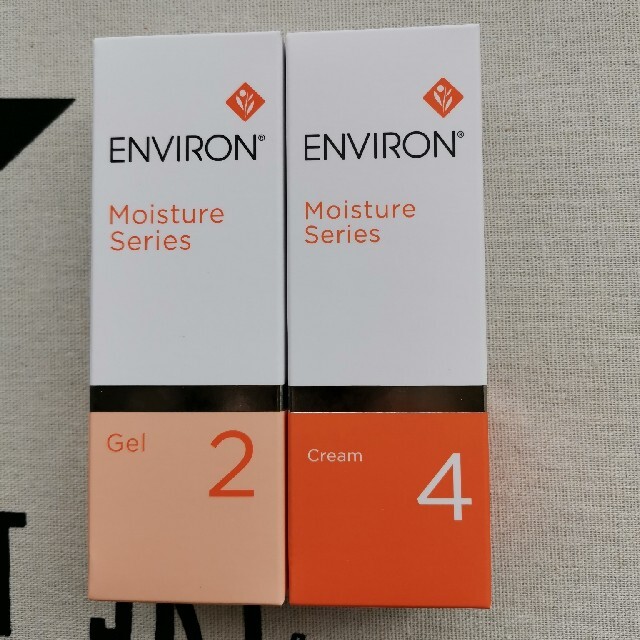 ENVIRON®
Moisture
Series
Gel
2
ENVIRON®
Moisture
Series
Cream
4